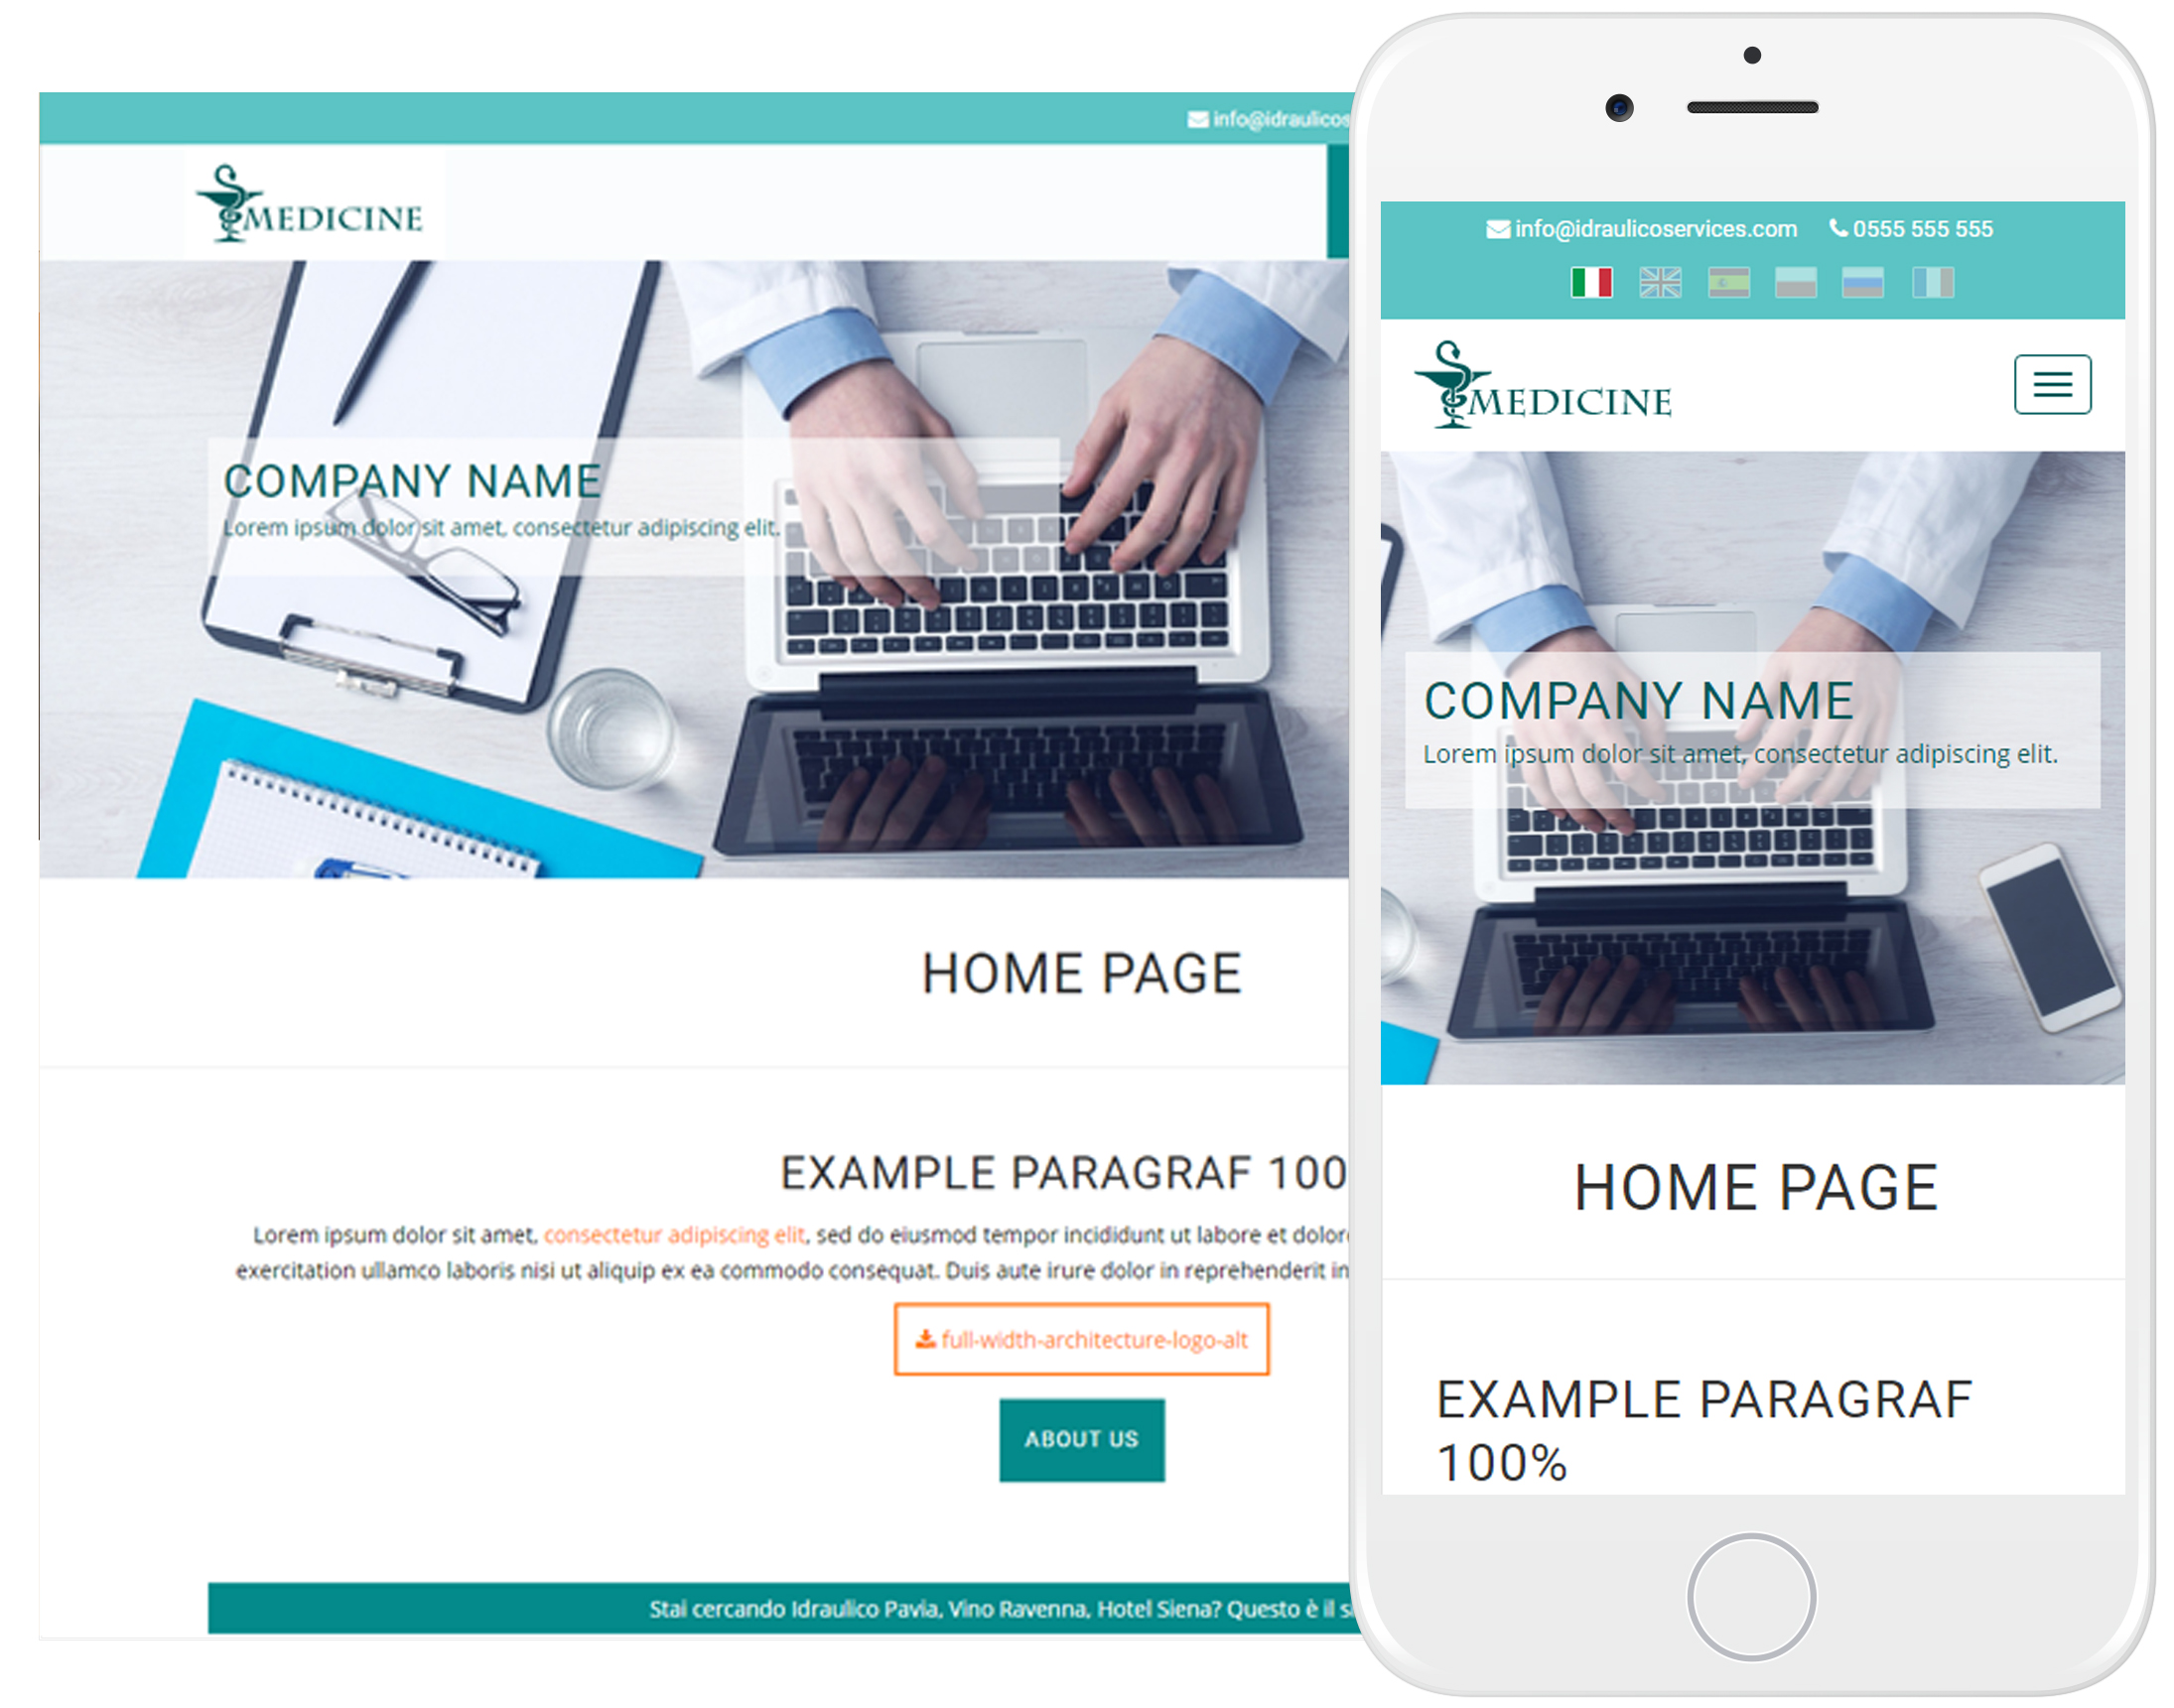 info@idraulicos
MEDICINE
COMPANY NAME
Lorem ipsum dolor sit amet, consectetur adipiscing elit.
HOME PAGE
EXAMPLE PARAGRAF 100
Lorem ipsum dolor sit amet, consectetur adipiscing elit, sed do eiusmod tempor incididunt ut labore et dolor
exercitation ullamco laboris nisi ut aliquip ex ea commodo consequat. Duis aute irure dolor in reprehenderit in
full-width-architecture-logo-alt
ABOUT US
Stai cercando Idraulico Pavia, Vino Ravenna, Hotel Siena? Questo è il s
info@idraulicoservices.com 0555 555 555
MEDICINE
COMPANY NAME
Lorem ipsum dolor sit amet, consectetur adipiscing elit.
HOME PAGE
EXAMPLE PARAGRAF
100%